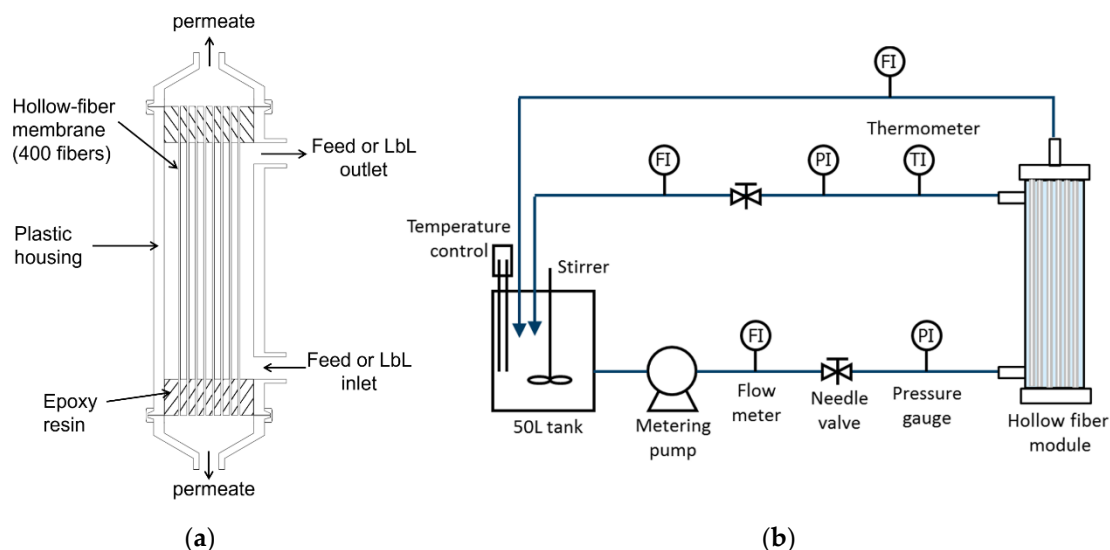 permeate
Hollow-fiber
membrane
(400 fibers)
Feed or LbL
outlet
Plastic
housing
Feed or LbL
inlet
Epoxy
resin
permeate
(a)
FI
Thermometer
FI
PI
TI
Temperature
control
Stirrer
FI
PI
50L tank
Metering
pump
Flow
meter
Needle
valve
Pressure
gauge
Hollow fiber
module
(b)